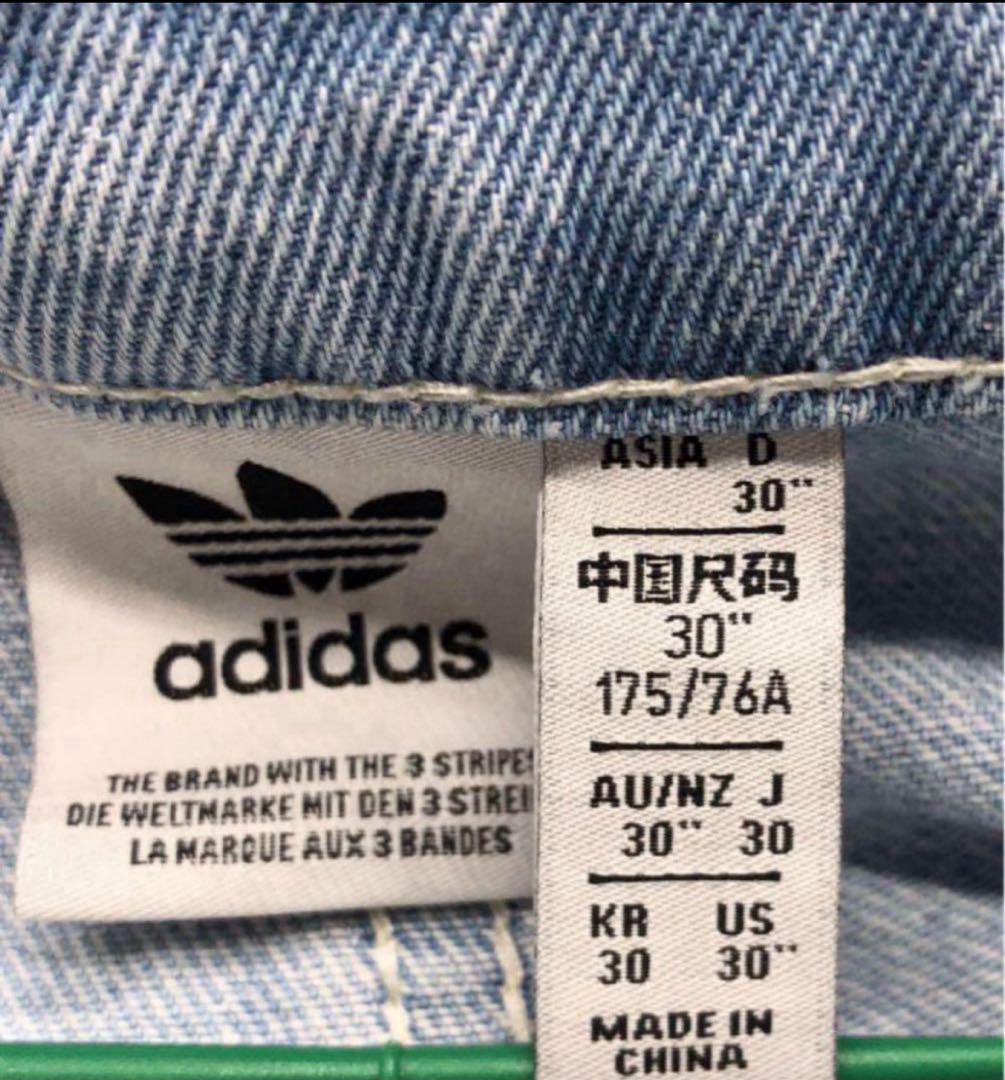 adidas
THE BRAND WITH THE 3 STRIPES
DIE WELTMARKE MIT DEN 3 STREI
LA MARQUE AUX 3 BANDES
ASIA D
30"
中国尺码
30"
175/76A
AU/NZ J
30" 30
KR US
30 30"
MADE IN
CHINA